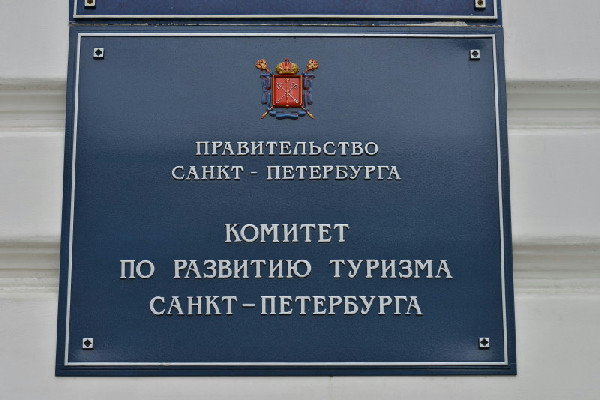 ПРАВИТЕЛЬСТВО
САНКТ - ПЕТЕРБУРГА
КОМИТЕТ
ПО РАЗВИТИЮ ТУРИЗМА
САНКТ-ПЕТЕРБУРГА